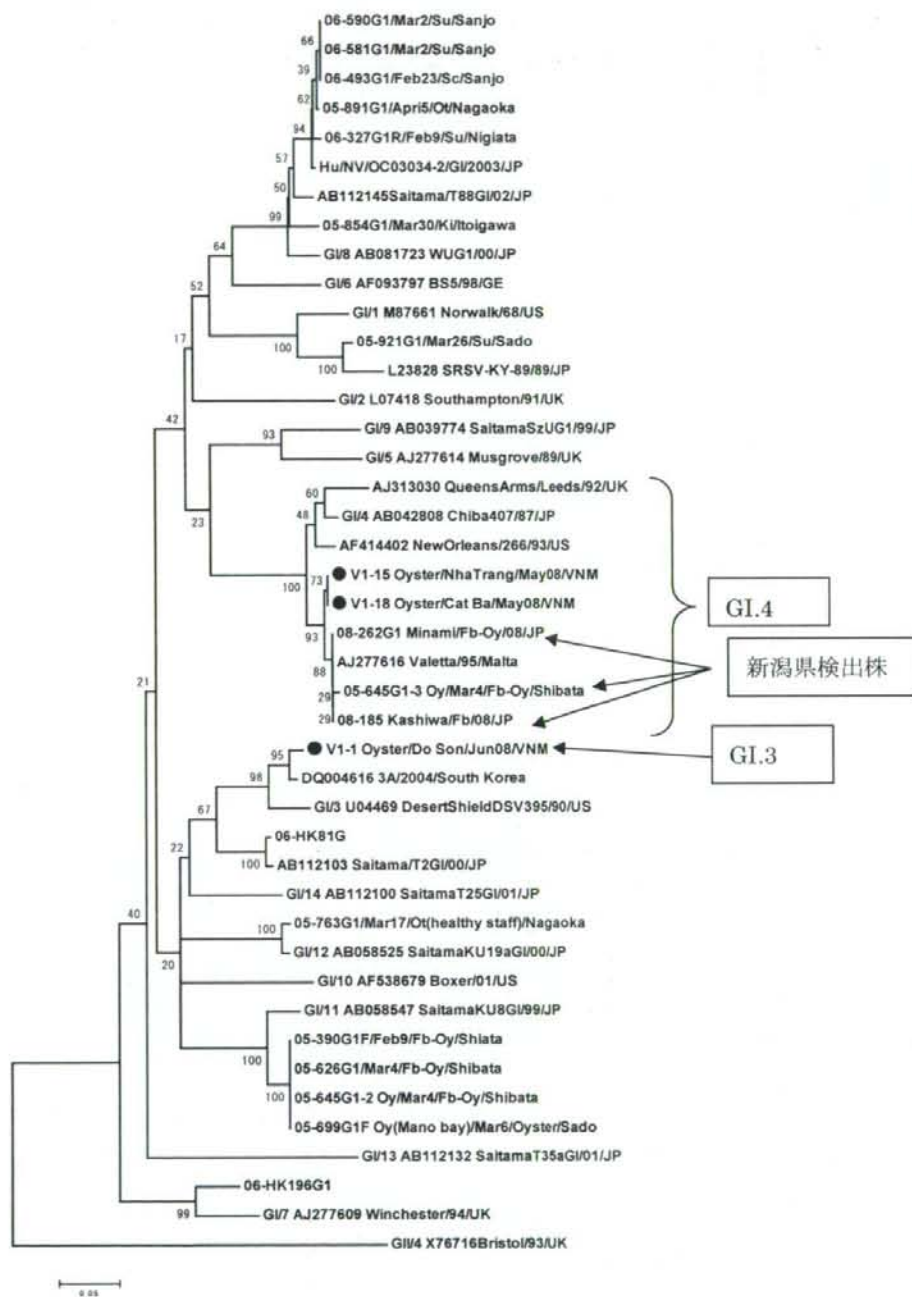 06-590G1/Mar2/Su/Sanjo
66
06-581G1/Mar2/Su/Sanjo
39
06-493G1/Feb23/Sc/Sanjo
62
05-891G1/Apri5/Ot/Nagaoka
94
06-327G1R/Feb9/Su/Nigiata
57
Hu/NV/OC03034-2/GI/2003/JP
50
AB112145Saitama/T88GI/02/JP
99
05-854G1/Mar30/Ki/Itoigawa
64
GI/8 AB081723 WUG1/00/JP
GI/6 AF093797 BS5/98/GE
52
GI/1 M87661 Norwalk/68/US
100
05-921G1/Mar26/Su/Sado
17
100
L23828 SRSV-KY-89/89/JP
GI/2 L07418 Southampton/91/UK
42
GI/9 AB039774 SaitamaSzUG1/99/JP
93
GI/5 AJ277614 Musgrove/89/UK
AJ313030 QueensArms/Leeds/92/UK
60
23
48
GI/4 AB042808 Chiba407/87/JP
AF414402 NewOrleans/266/93/US
100
73
V1-15 Oyster/NhaTrang/May08/VNM
V1-18 Oyster/Cat Ba/May08/VNM
GI.4
93
08-262G1 Minami/Fb-Oy/08/JP
AJ277616 Valetta/95/Malta
新潟県検出株
88
21
05-645G1-3 Oy/Mar4/Fb-Oy/Shibata
29
29
08-185 Kashiwa/Fb/08/JP
V1-1 Oyster/Do Son/Jun08/VNM
GI.3
95
98
DQ004616 3A/2004/South Korea
GI/3 U04469 DesertShieldDSV395/90/US
67
06-HK81G
22
100
AB112103 Saitama/T2GI/00/JP
GI/14 AB112100 SaitamaT25GI/01/JP
40
05-763G1/Mar17/Ot(healthy staff)/Nagaoka
100
GI/12 AB058525 SaitamaKU19aGI/00/JP
20
GI/10 AF538679 Boxer/01/US
GI/11 AB058547 SaitamaKU8GI/99/JP
05-390G1F/Feb9/Fb-Oy/Shiata
100
05-626G1/Mar4/Fb-Oy/Shibata
100
05-645G1-2 Oy/Mar4/Fb-Oy/Shibata
05-699G1F Oy(Mano bay)/Mar6/Oyster/Sado
GI/13 AB112132 SaitamaT35aGI/01/JP
06-HK196G1
99
GI/7 AJ277609 Winchester/94/UK
GII/4 X76716Bristol/93/UK
0.05